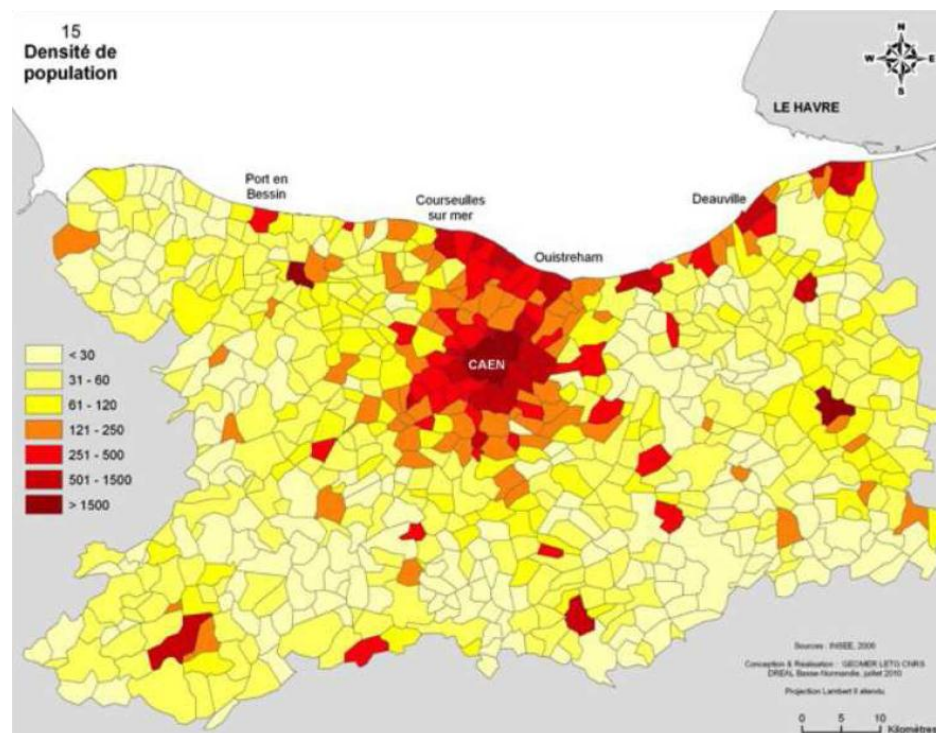 15
Densité de
population
N
W
E
S
LE HAVRE
Port en
Bessin
Courseulles
sur mer
Deauville
Ouistreham
CAEN
< 30
31 - 60
61 - 120
121 - 250
251 - 500
501 - 1500
> 1500
Sources : INSEE, 2006
Conception & Réalisation : GEOMER LETG CNRS
DREAL Basse-Normandie, juillet 2010
Projection Lambert II étendu
0 5 10
Kilomètres